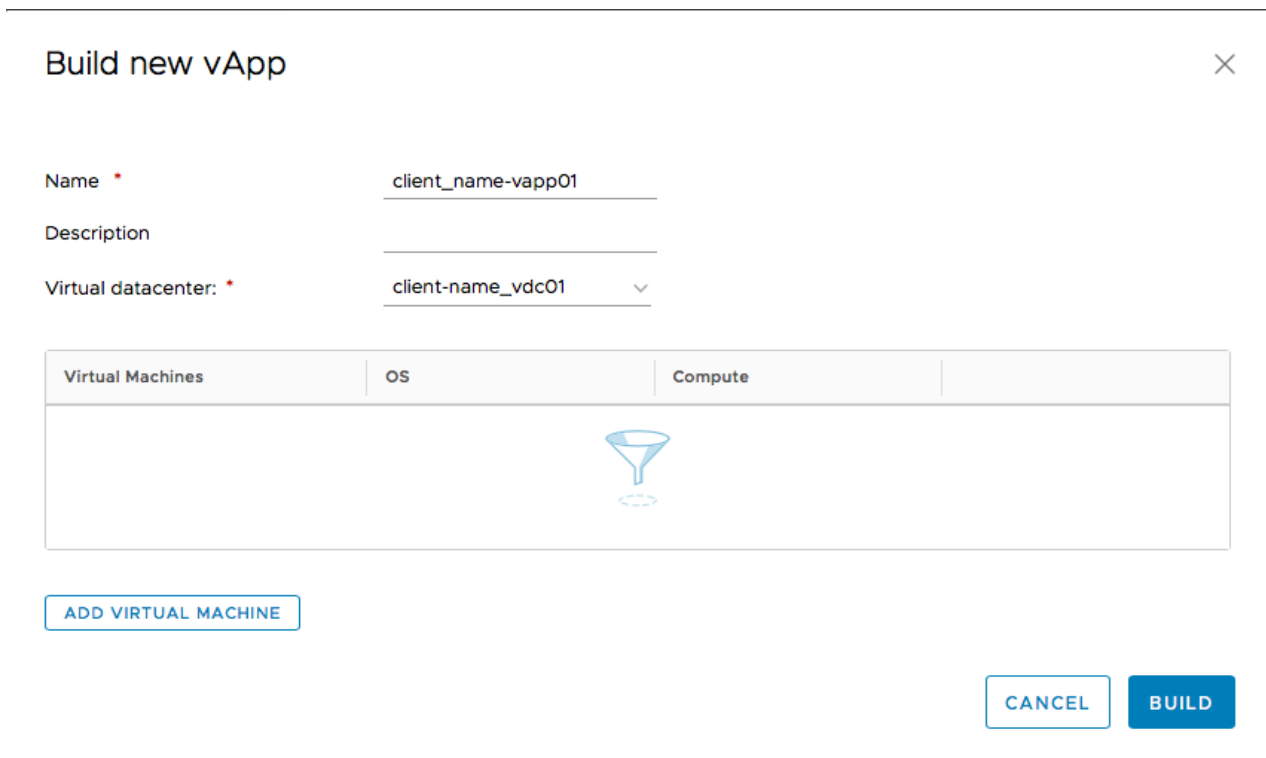 Build new vApp
Name * client_name-vapp01
Description
Virtual datacenter: * client-name_vdc01
Virtual Machines OS Compute
ADD VIRTUAL MACHINE
CANCEL BUILD